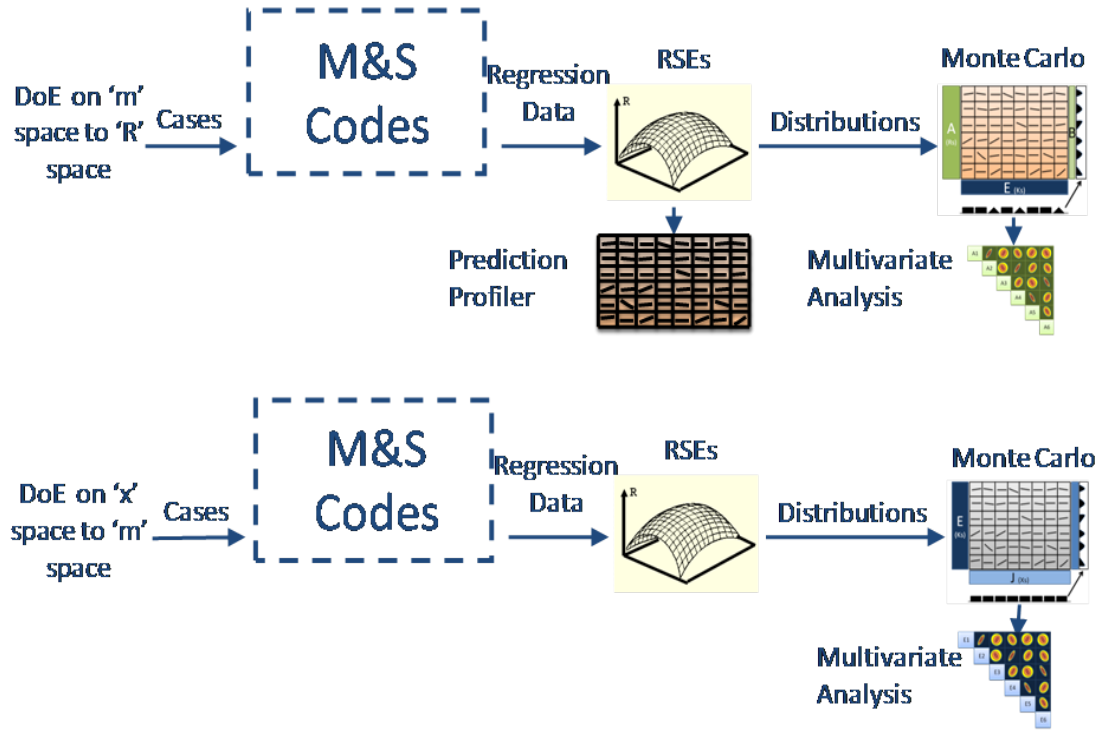 DoE on ‘m’
space to ‘R’
space
Cases
M&S
Codes
Regression
Data
RSEs
R
Distributions
Monte Carlo
A
B
E
Prediction
Profiler
Multivariate
Analysis
A1
A2
A3
A4
A5
A6
DoE on ‘x’
space to ‘m’
space
Cases
M&S
Codes
Regression
Data
RSEs
R
Distributions
Monte Carlo
E
J
Multivariate
Analysis
E1
E2
E3
E4
E5
E6